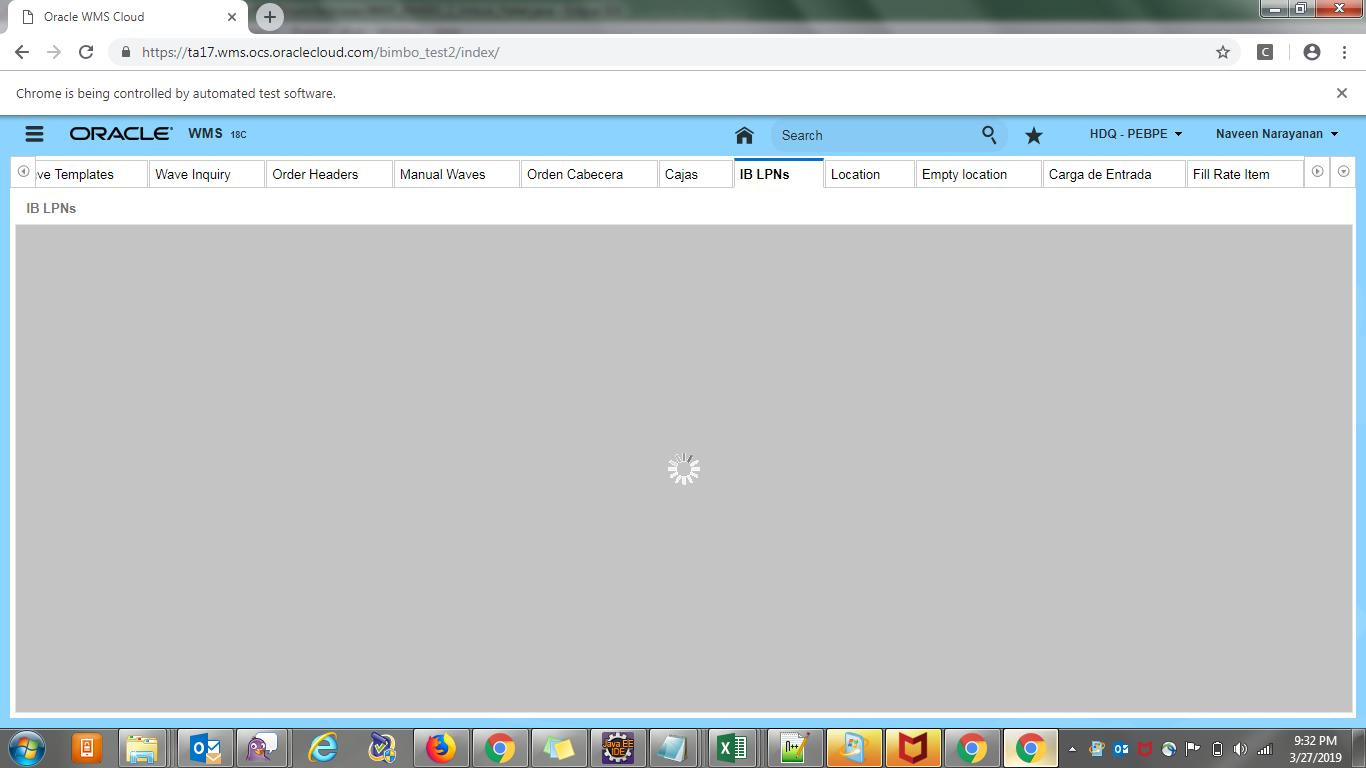 Oracle WMS Cloud
https://ta17.wms.ocs.oraclecloud.com/bimbo_test2/index/
C
Chrome is being controlled by automated test software.
ORACLE WMS 18C Search HDQ - PEBPE Naveen Narayanan
ve Templates Wave Inquiry Order Headers Manual Waves Orden Cabecera Cajas IB LPNs Location Empty location Carga de Entrada Fill Rate Item
IB LPNs
Java EE
IDE
9:32 PM
3/27/2019